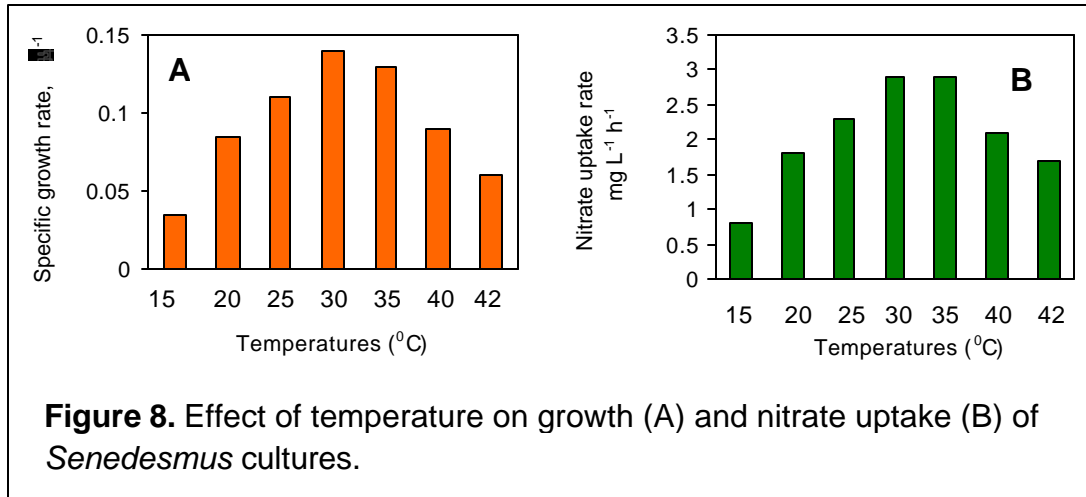 0.15
0.1
0.05
0
Specific growth rate, ⁻¹
A
15 20 25 30 35 40 42
Temperatures (⁰C)
3.5
3
2.5
2
1.5
1
0.5
0
Nitrate uptake rate
mg L⁻¹ h⁻¹
B
15 20 25 30 35 40 42
Temperatures (⁰C)
Figure 8. Effect of temperature on growth (A) and nitrate uptake (B) of
Senedesmus cultures.